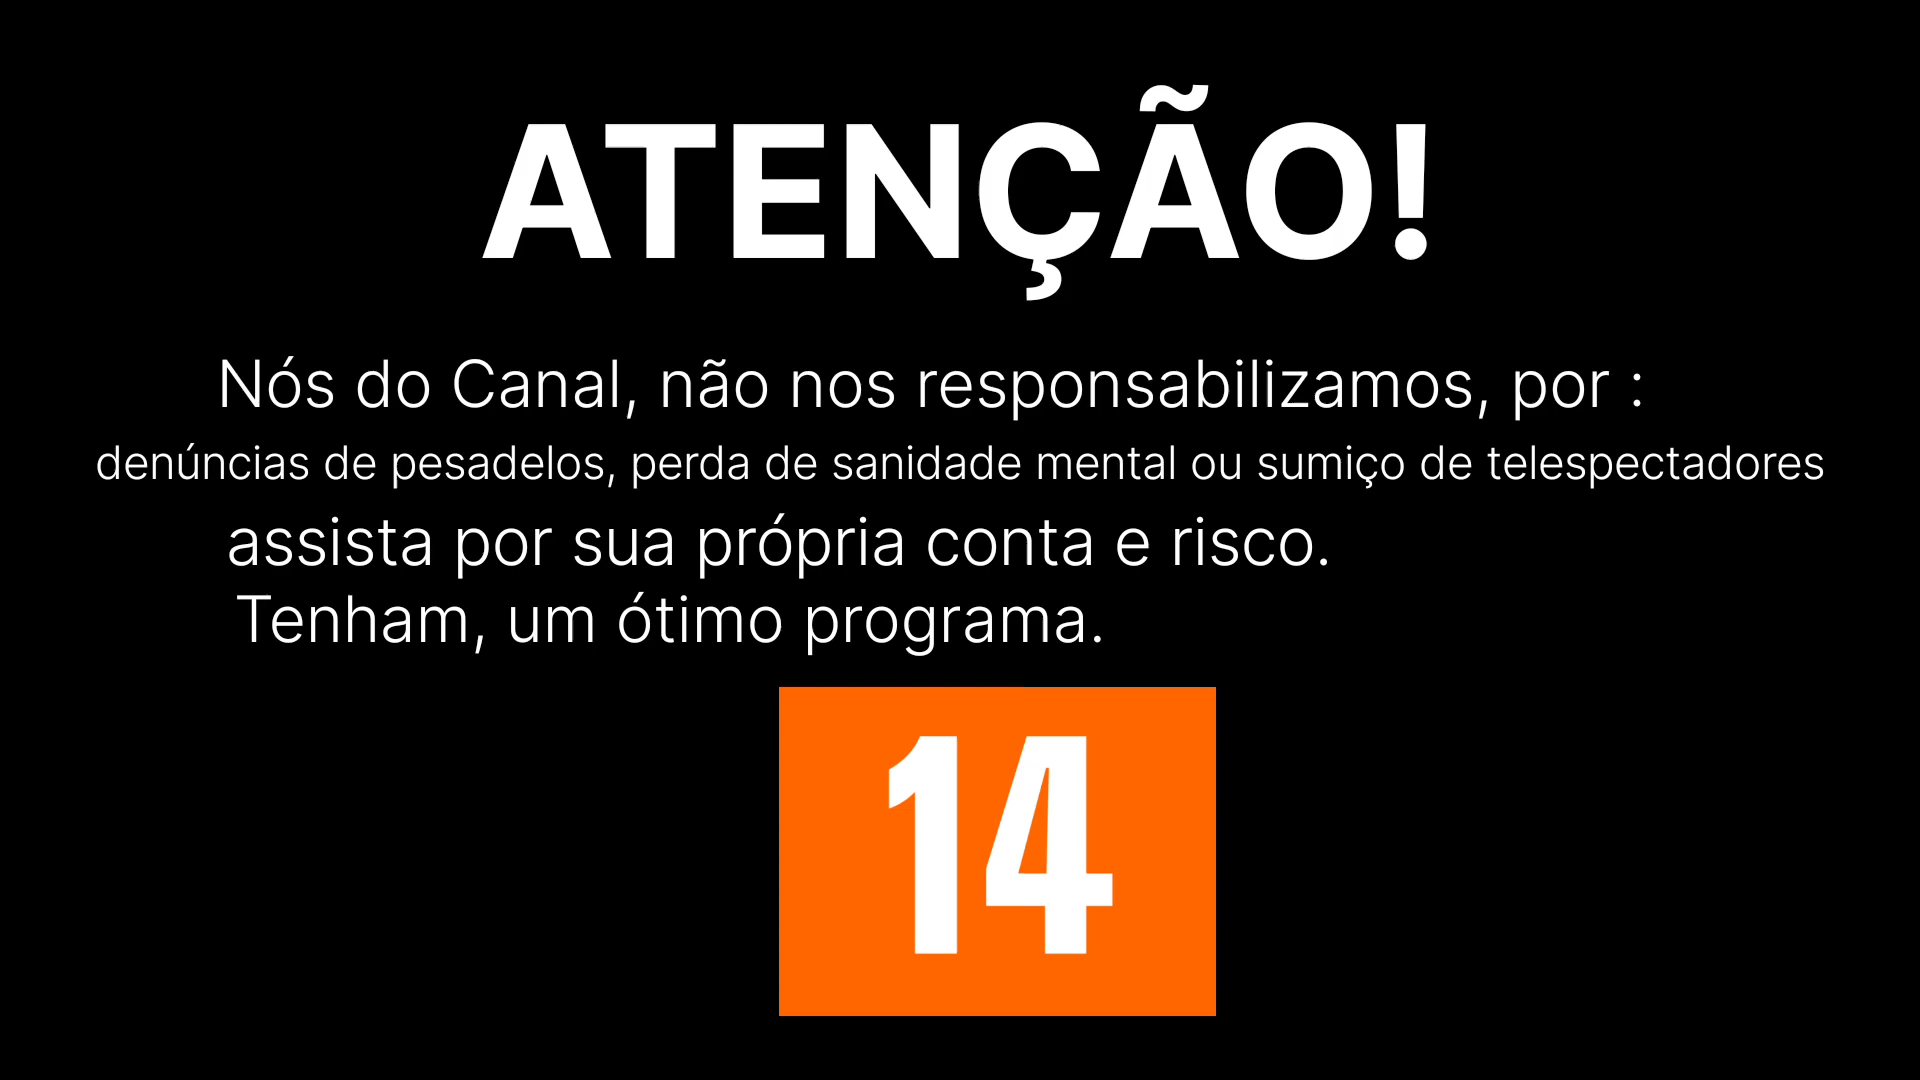 ATENÇÃO!
Nós do Canal, não nos responsabilizamos, por :
denúncias de pesadelos, perda de sanidade mental ou sumiço de telespectadores
assista por sua própria conta e risco.
Tenham, um ótimo programa.
14